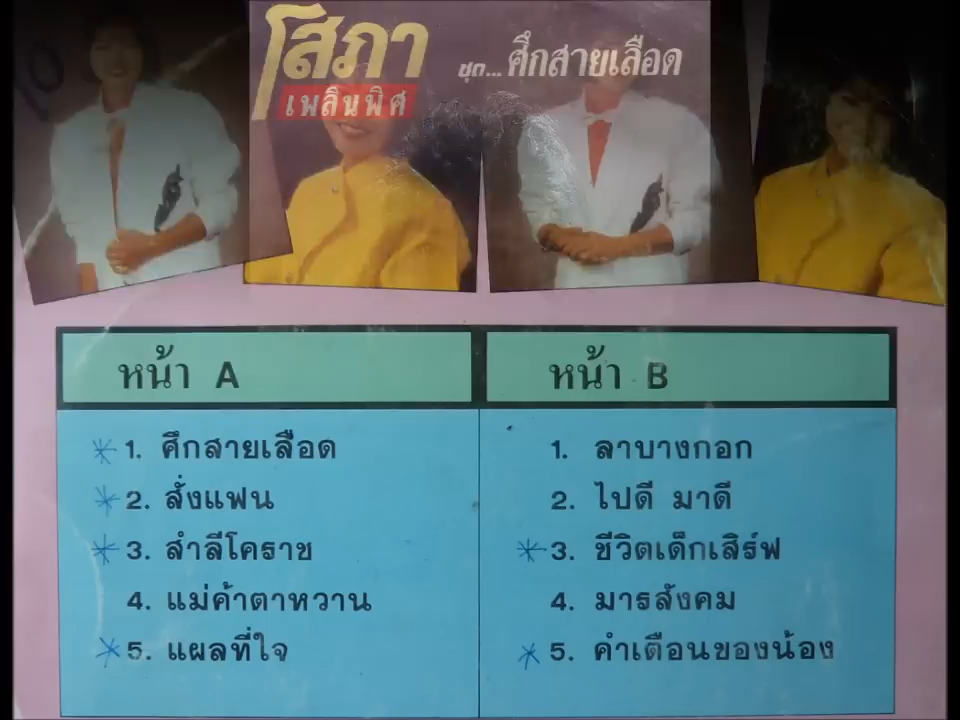 โสภา
เพลินพิศ
ชุด... ศึกสายเลือด
หน้า A
1. ศึกสายเลือด
2. สั่งแฟน
3. สำลีโคราช
4. แม่ค้าตาหวาน
5. แผลที่ใจ
หน้า B
1. ลาบางกอก
2. ไปดี มาดี
3. ชีวิตเด็กเสิร์ฟ
4. มารสังคม
5. คำเตือนของน้อง